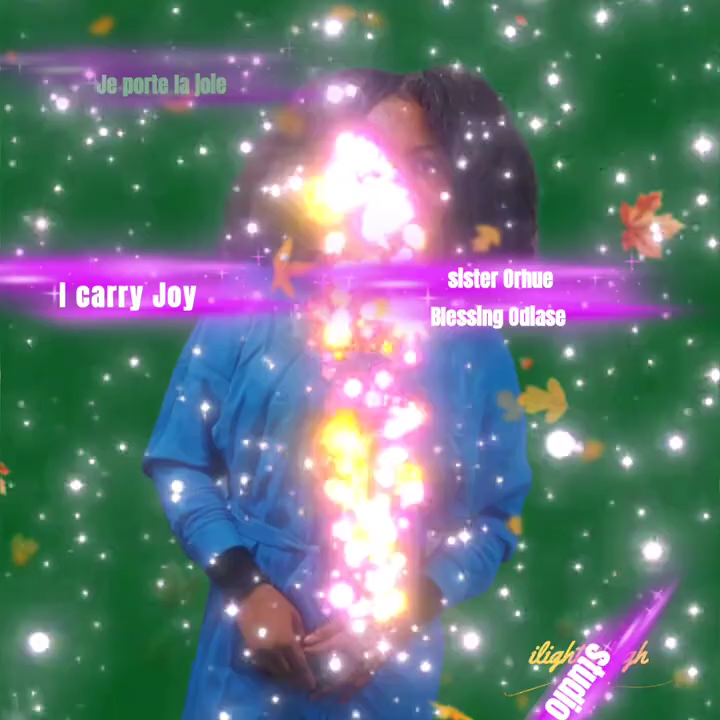 Je porte la joie
I carry Joy
sister Orhue
Blessing Odiase
Studio